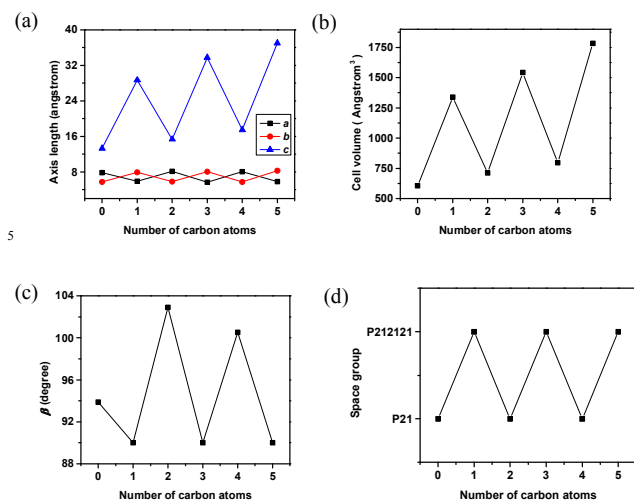 (a)
Axis length (angstrom)
40
32
24
16
8
a
b
c
0 1 2 3 4 5
Number of carbon atoms
(b)
Cell volume ( Angstrom³
)
1750
1500
1250
1000
750
500
0 1 2 3 4 5
Number of carbon atoms
5
(c)
β (degree)
104
100
96
92
88
0 1 2 3 4 5
Number of carbon atoms
(d)
Space group
P212121
P21
0 1 2 3 4 5
Number of carbon atoms